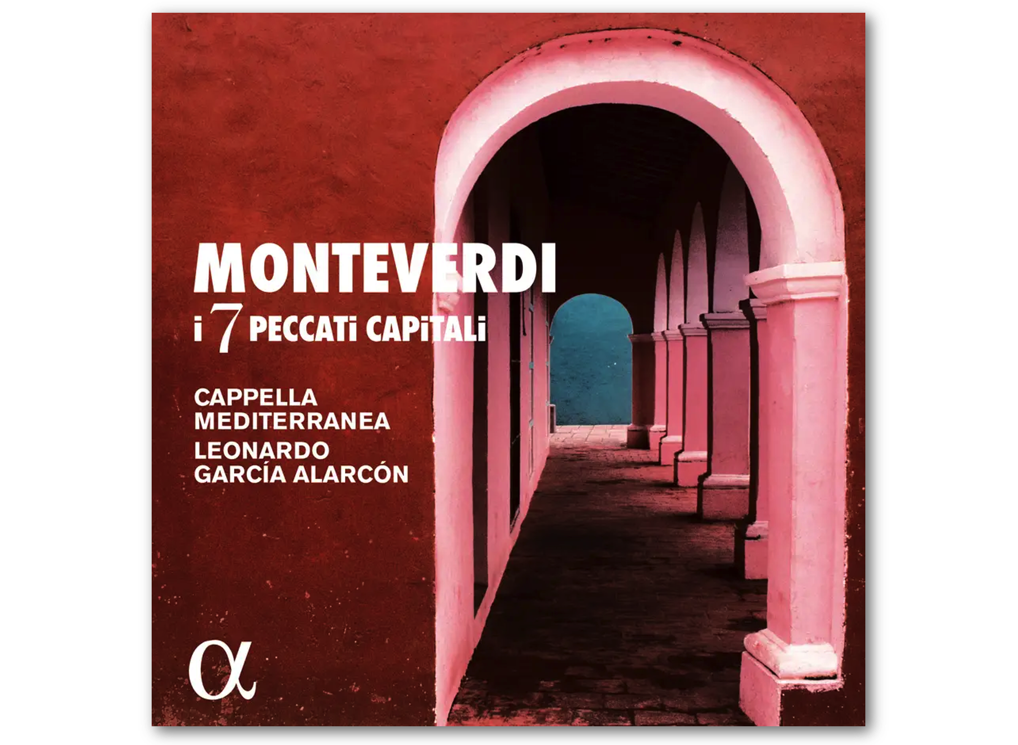 MONTEVERDI
i 7 PECCATi CAPiTALi
CAPPELLA
MEDITERRANEA
LEONARDO
GARCÍA ALARCÓN
α